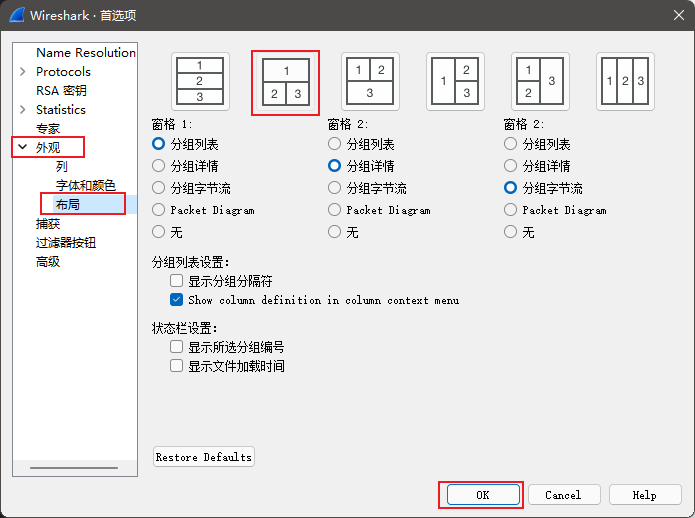 Wireshark · 首选项
Name Resolution
Protocols
RSA 密钥
Statistics
专家
外观
列
字体和颜色
布局
捕获
过滤器按钮
高级
1
2
3
1
2 3
1 2
3
1 2
3
1 3
2
1 2 3
窗格 1:
分组列表
分组详情
分组字节流
Packet Diagram
无
窗格 2:
分组列表
分组详情
分组字节流
Packet Diagram
无
窗格 2:
分组列表
分组详情
分组字节流
Packet Diagram
无
分组列表设置:
显示分组分隔符
Show column definition in column context menu
状态栏设置:
显示所选分组编号
显示文件加载时间
Restore Defaults
OK Cancel Help